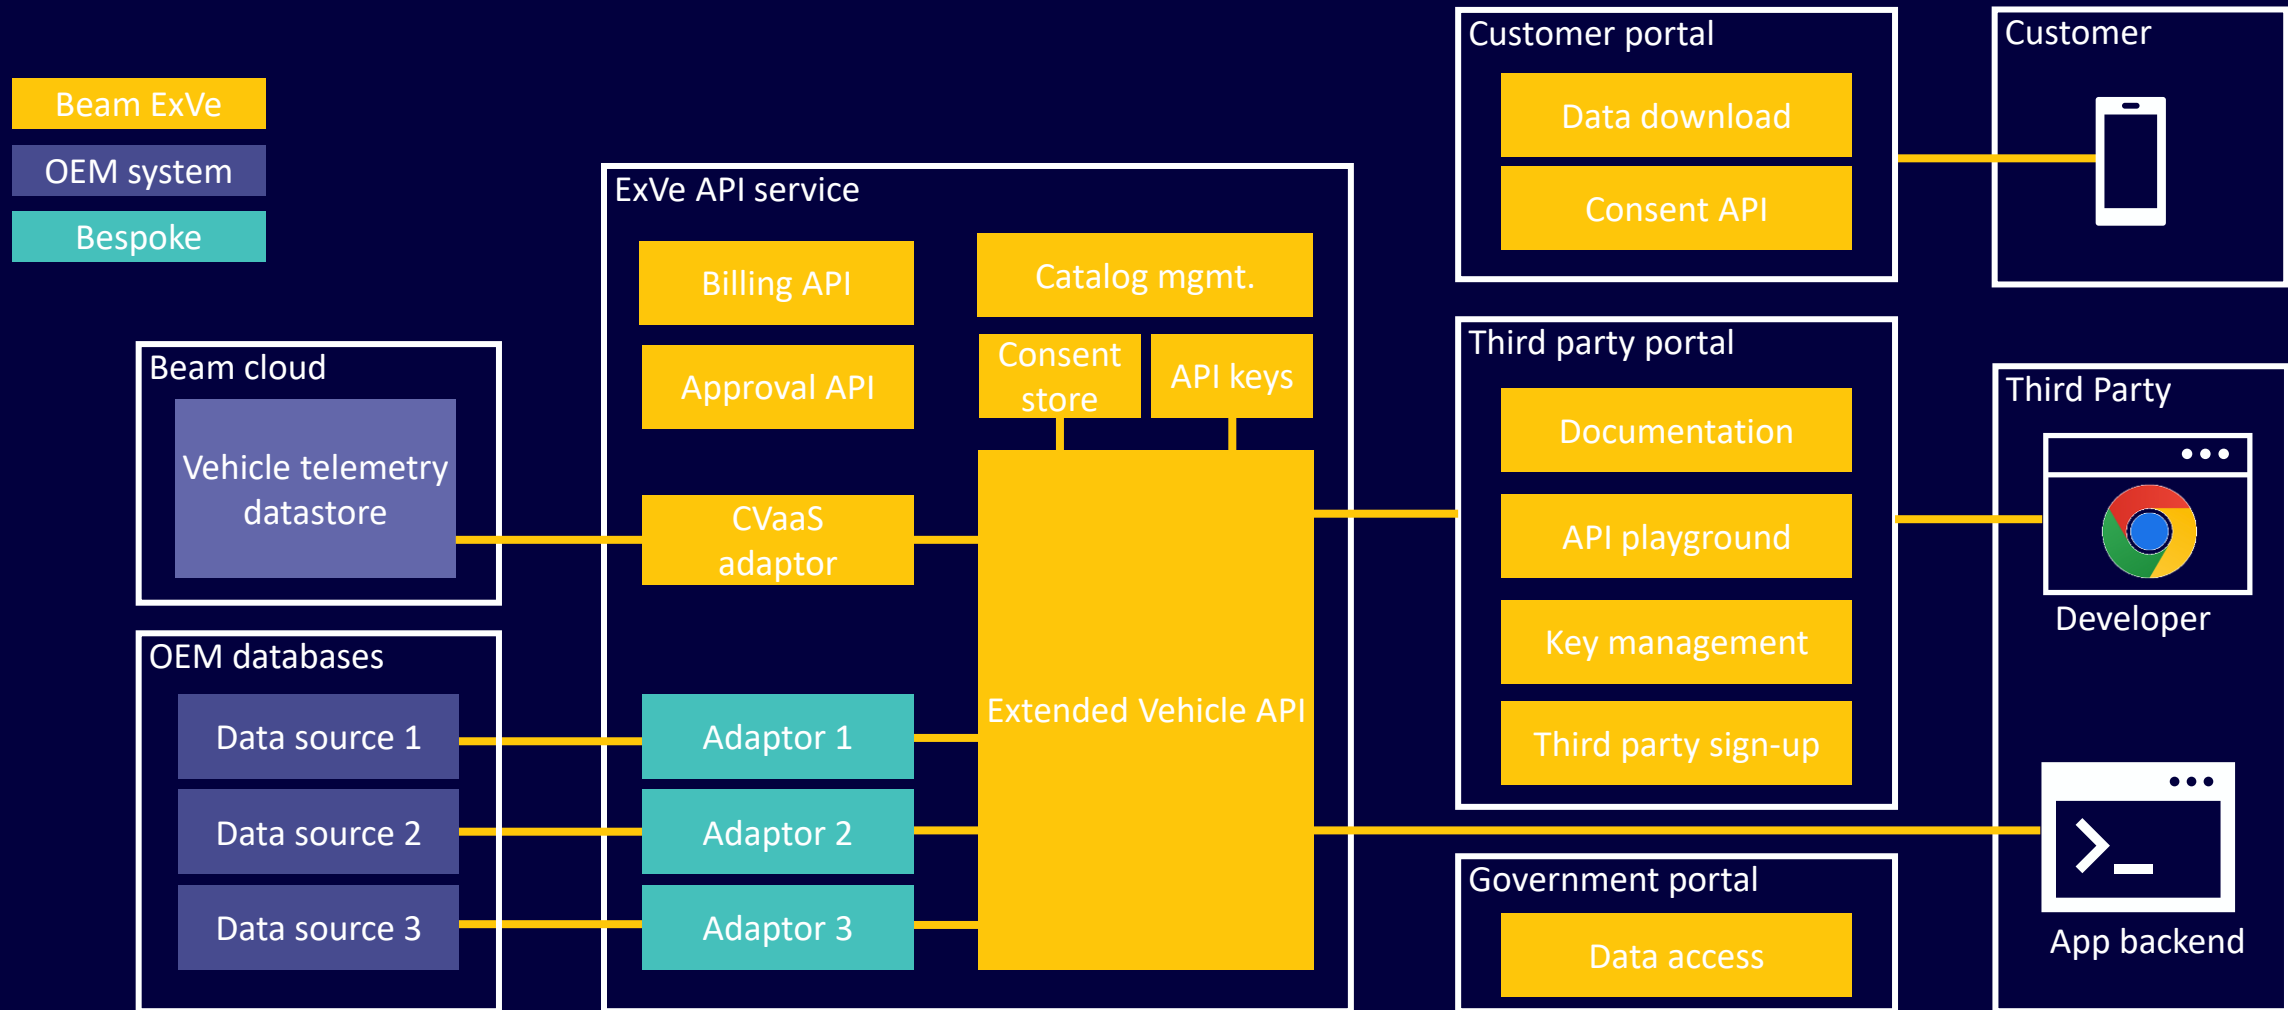 Beam ExVe
OEM system
Bespoke
Beam cloud
Vehicle telemetry
datastore
OEM databases
Data source 1
Data source 2
Data source 3
ExVe API service
Billing API
Approval API
CVaaS
adaptor
Adaptor 1
Adaptor 2
Adaptor 3
Catalog mgmt.
Consent
store
API keys
Extended Vehicle API
Customer portal
Data download
Consent API
Third party portal
Documentation
API playground
Key management
Third party sign-up
Government portal
Data access
Customer
Third Party
Developer
>_
App backend